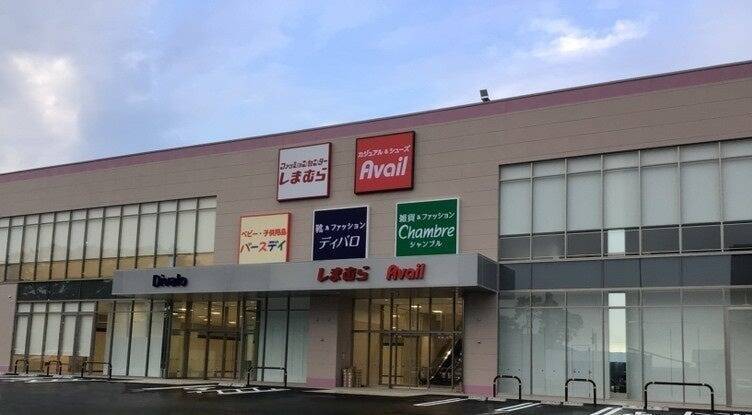 ファッションセンター
しまむら
カジュアル&シューズ
Avail
ベビー・子供用品
バースデイ
靴&ファッション
ディバロ
雑貨&ファッション
Chambre
シャンブル
Divalo
しまむら Avail